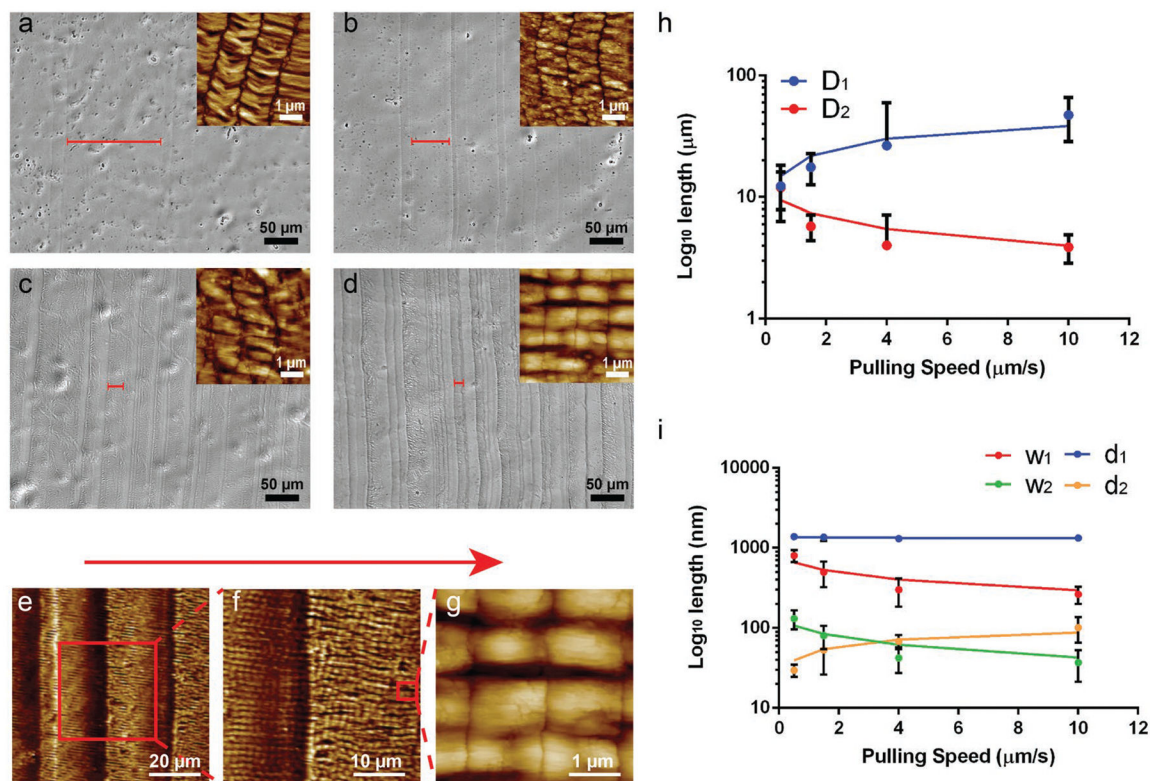 a
1 µm
50 µm
b
1 µm
50 µm
c
1 µm
50 µm
d
1 µm
50 µm
e
20 µm
f
10 µm
g
1 µm
h
D1
D2
Log10 length (µm)
100
10
1
0 2 4 6 8 10 12
Pulling Speed (µm/s)
i
w1 d1
w2 d2
Log10 length (nm)
10000
1000
100
10
0 2 4 6 8 10 12
Pulling Speed (µm/s)